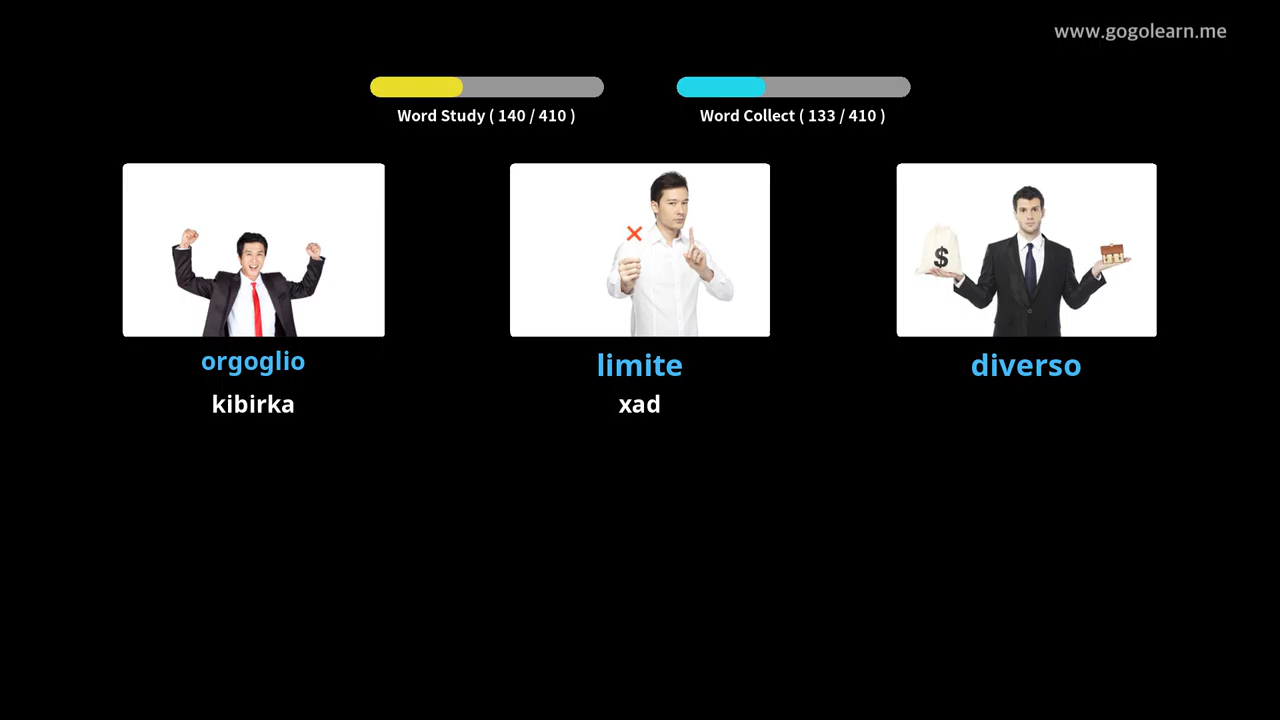 www.gogolearn.me
Word Study ( 140 / 410 )
Word Collect ( 133 / 410 )
$
orgoglio
limite
diverso
kibirka
xad